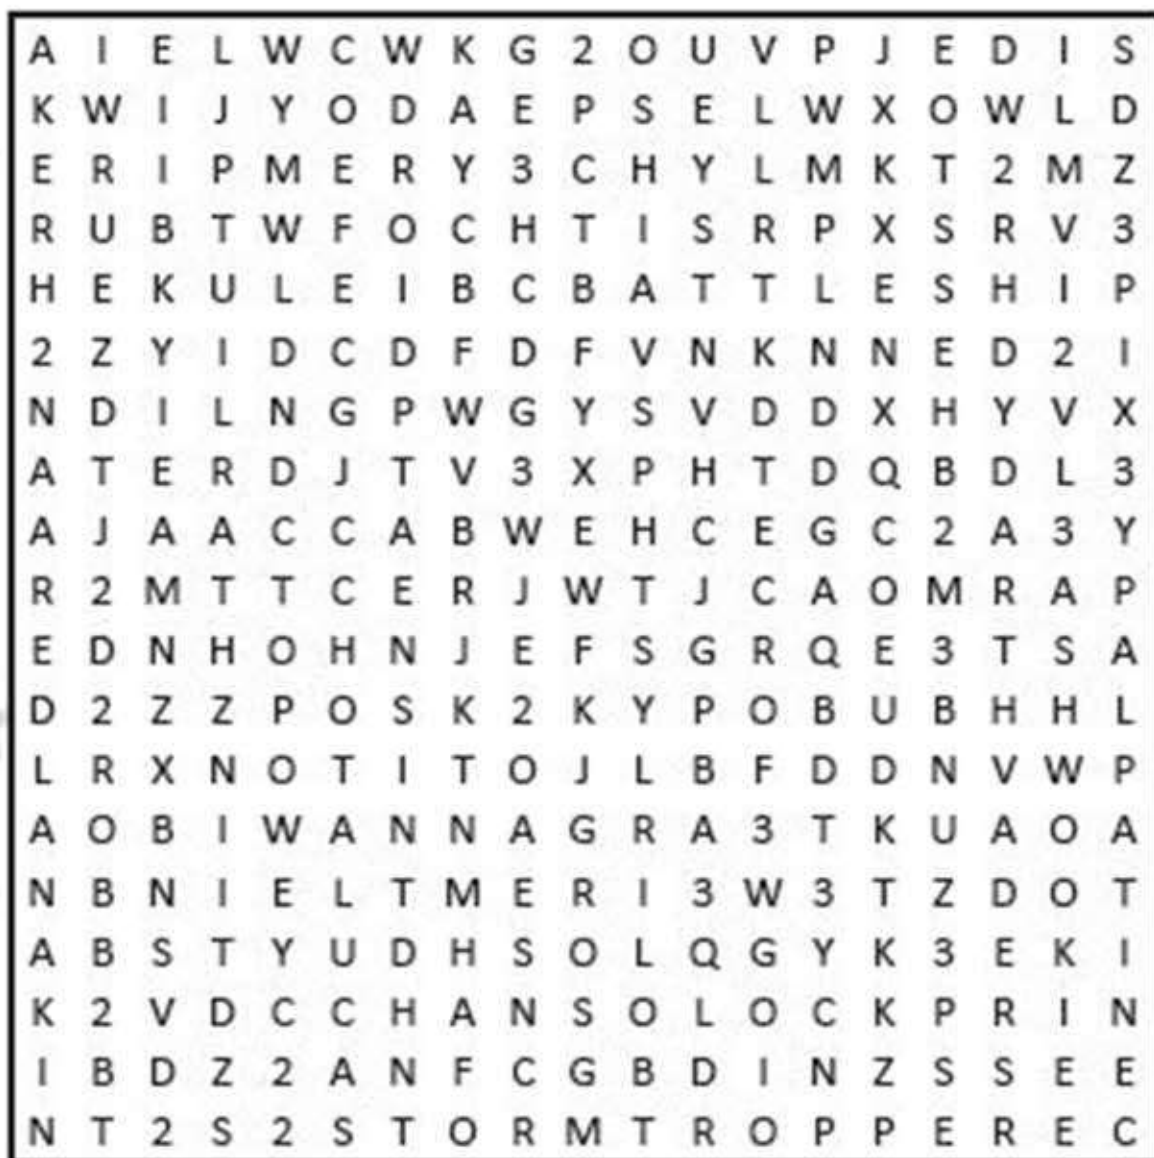 A I E L W C W K G 2 O U V P J E D I S
K W I J Y O D A E P S E L W X O W L D
E R I P M E R Y 3 C H Y L M K T 2 M Z
R U B T W F O C H T I S R P X S R V 3
H E K U L E I B C B A T T L E S H I P
2 Z Y I D C D F D F V N K N N E D 2 I
N D I L N G P W G Y S V D D X H Y V X
A T E R D J T V 3 X P H T D Q B D L 3
A J A A C C A B W E H C E G C 2 A 3 Y
R 2 M T T C E R J W T J C A O M R A P
E D N H O H N J E F S G R Q E 3 T S A
D 2 Z Z P O S K 2 K Y P O B U B H H L
L R X N O T I T O J L B F D D N V W P
A O B I W A N N A G R A 3 T K U A O A
N B N I E L T M E R I 3 W 3 T Z D O T
A B S T Y U D H S O L Q G Y K 3 E K I
K 2 V D C C H A N S O L O C K P R I N
I B D Z 2 A N F C G B D I N Z S S E E
N T 2 S 2 S T O R M T R O P P E R E C